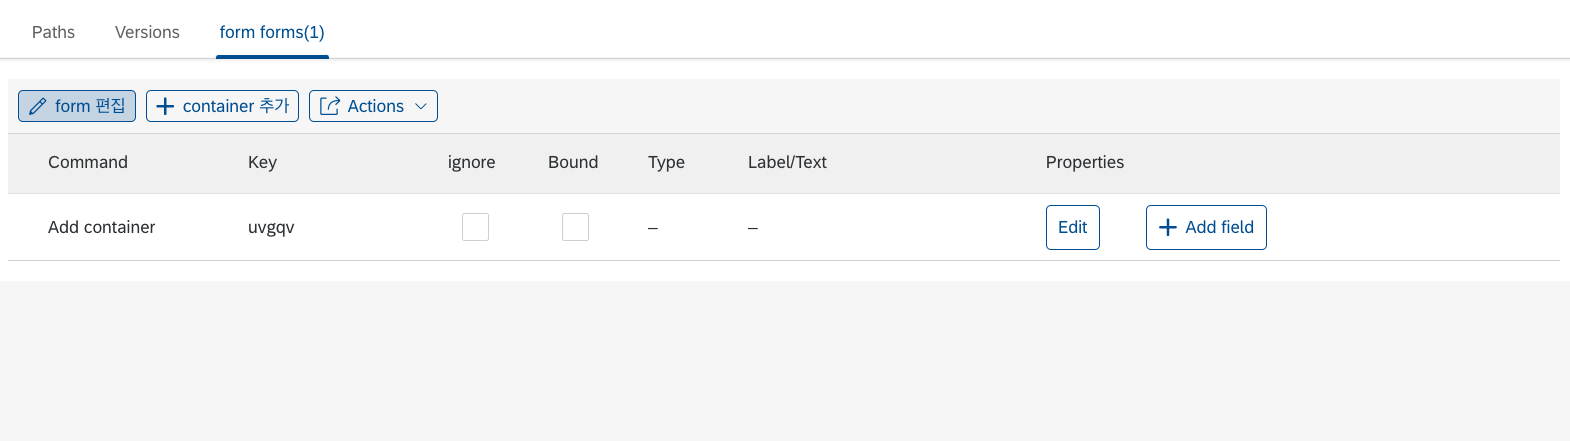 Paths Versions form forms(1)
form 편집 container 추가 Actions
Command Key ignore Bound Type Label/Text Properties
Add container uvgqv – – Edit Add field